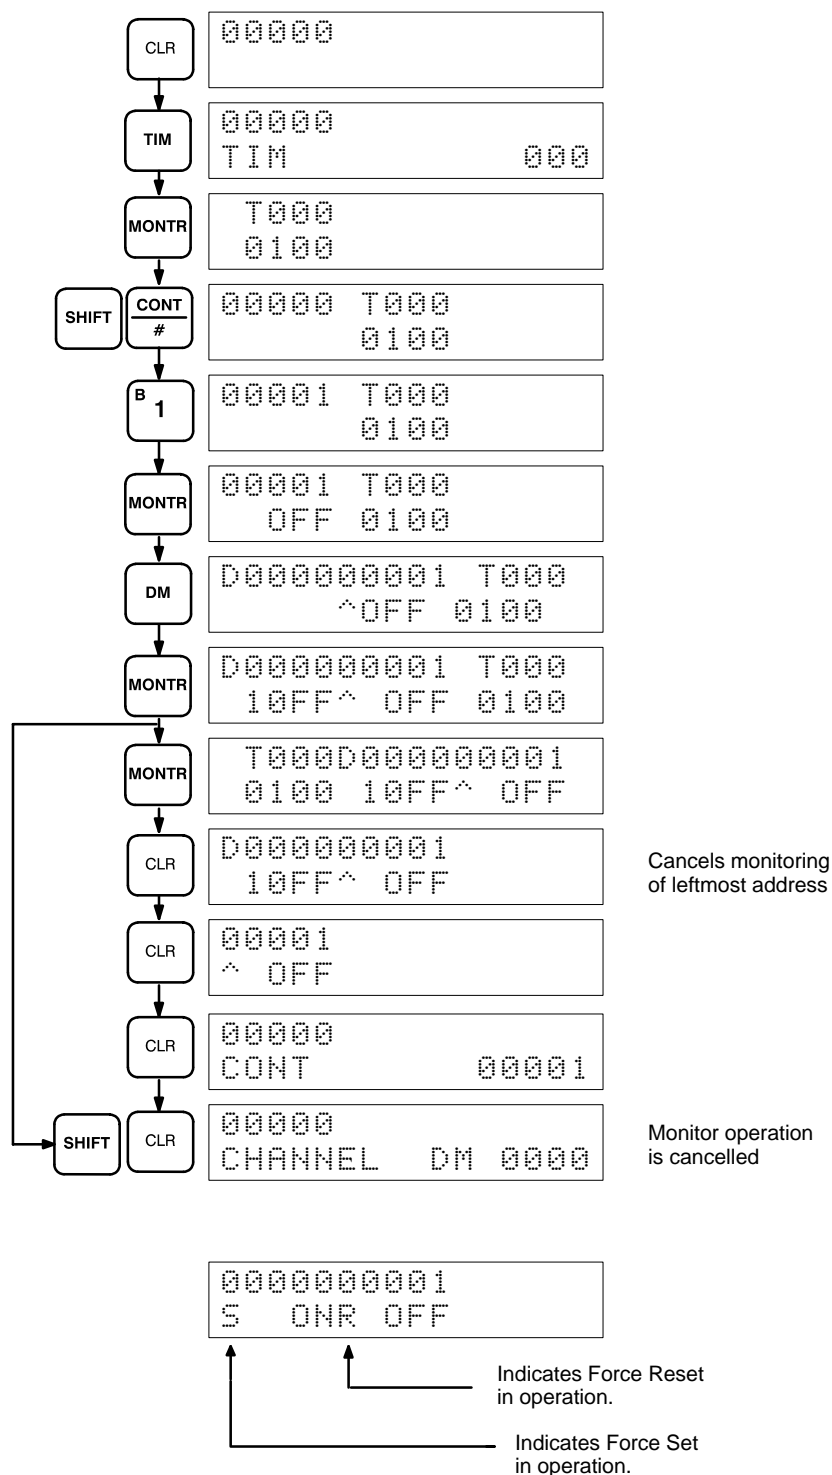 CLR
00000
TIM
00000
TIM 000
MONTR
T000
0100
SHIFT
CONT
#
00000 T000
0100
B
1
00001 T000
0100
MONTR
00001 T000
OFF 0100
DM
D000000001 T000
^OFF 0100
MONTR
D000000001 T000
10FF^ OFF 0100
MONTR
T000D000000001
0100 10FF^ OFF
CLR
D000000001
10FF^ OFF
Cancels monitoring
of leftmost address
CLR
00001
^ OFF
CLR
00000
CONT 00001
SHIFT
CLR
00000
CHANNEL DM 0000
Monitor operation
is cancelled
0000000001
S ONR OFF
Indicates Force Reset
in operation.
Indicates Force Set
in operation.